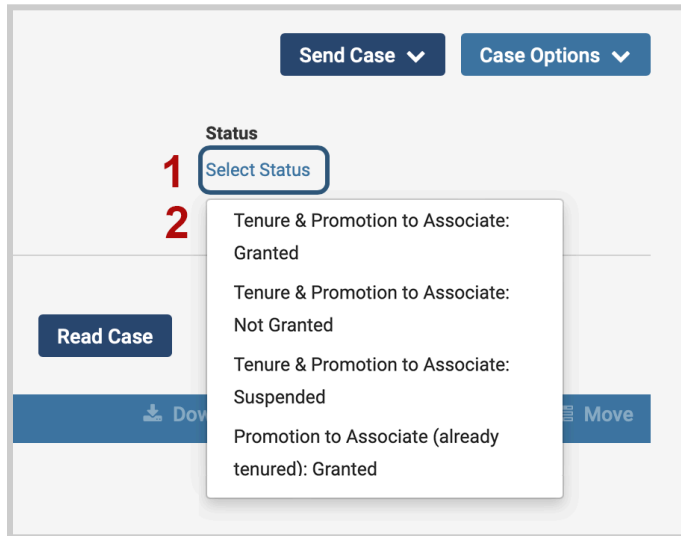 Send Case
Case Options
Status
1
Select Status
2
Tenure & Promotion to Associate:
Granted
Tenure & Promotion to Associate:
Not Granted
Read Case
Tenure & Promotion to Associate:
Suspended
Move
Promotion to Associate (already
tenured): Granted